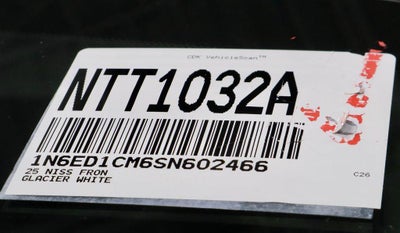 CDK VehicleScan™
NTT1032A
1N6ED1CM6SN602466
25 NISS FRON
GLACIER WHITE
C26